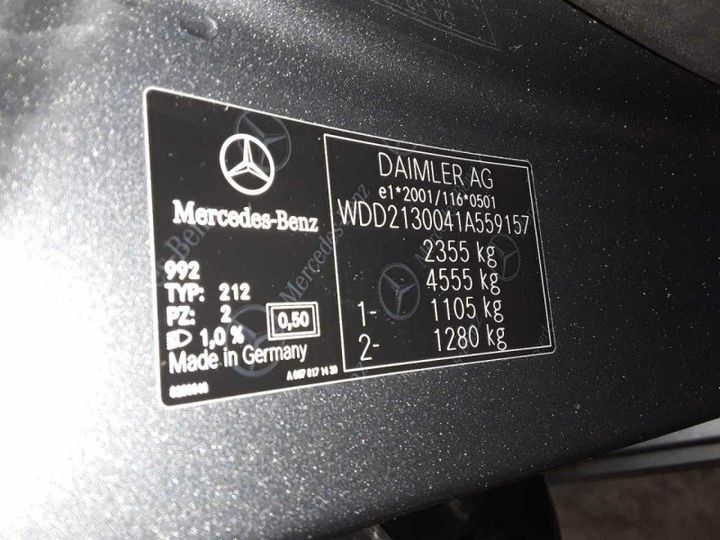 Mercedes-Benz
992
TYP: 212
PZ: 2
0,50
1,0 %
Made in Germany
DAIMLER AG
e1*2001/116*0501
WDD2130041A559157
2355 kg
4555 kg
1- 1105 kg
2- 1280 kg